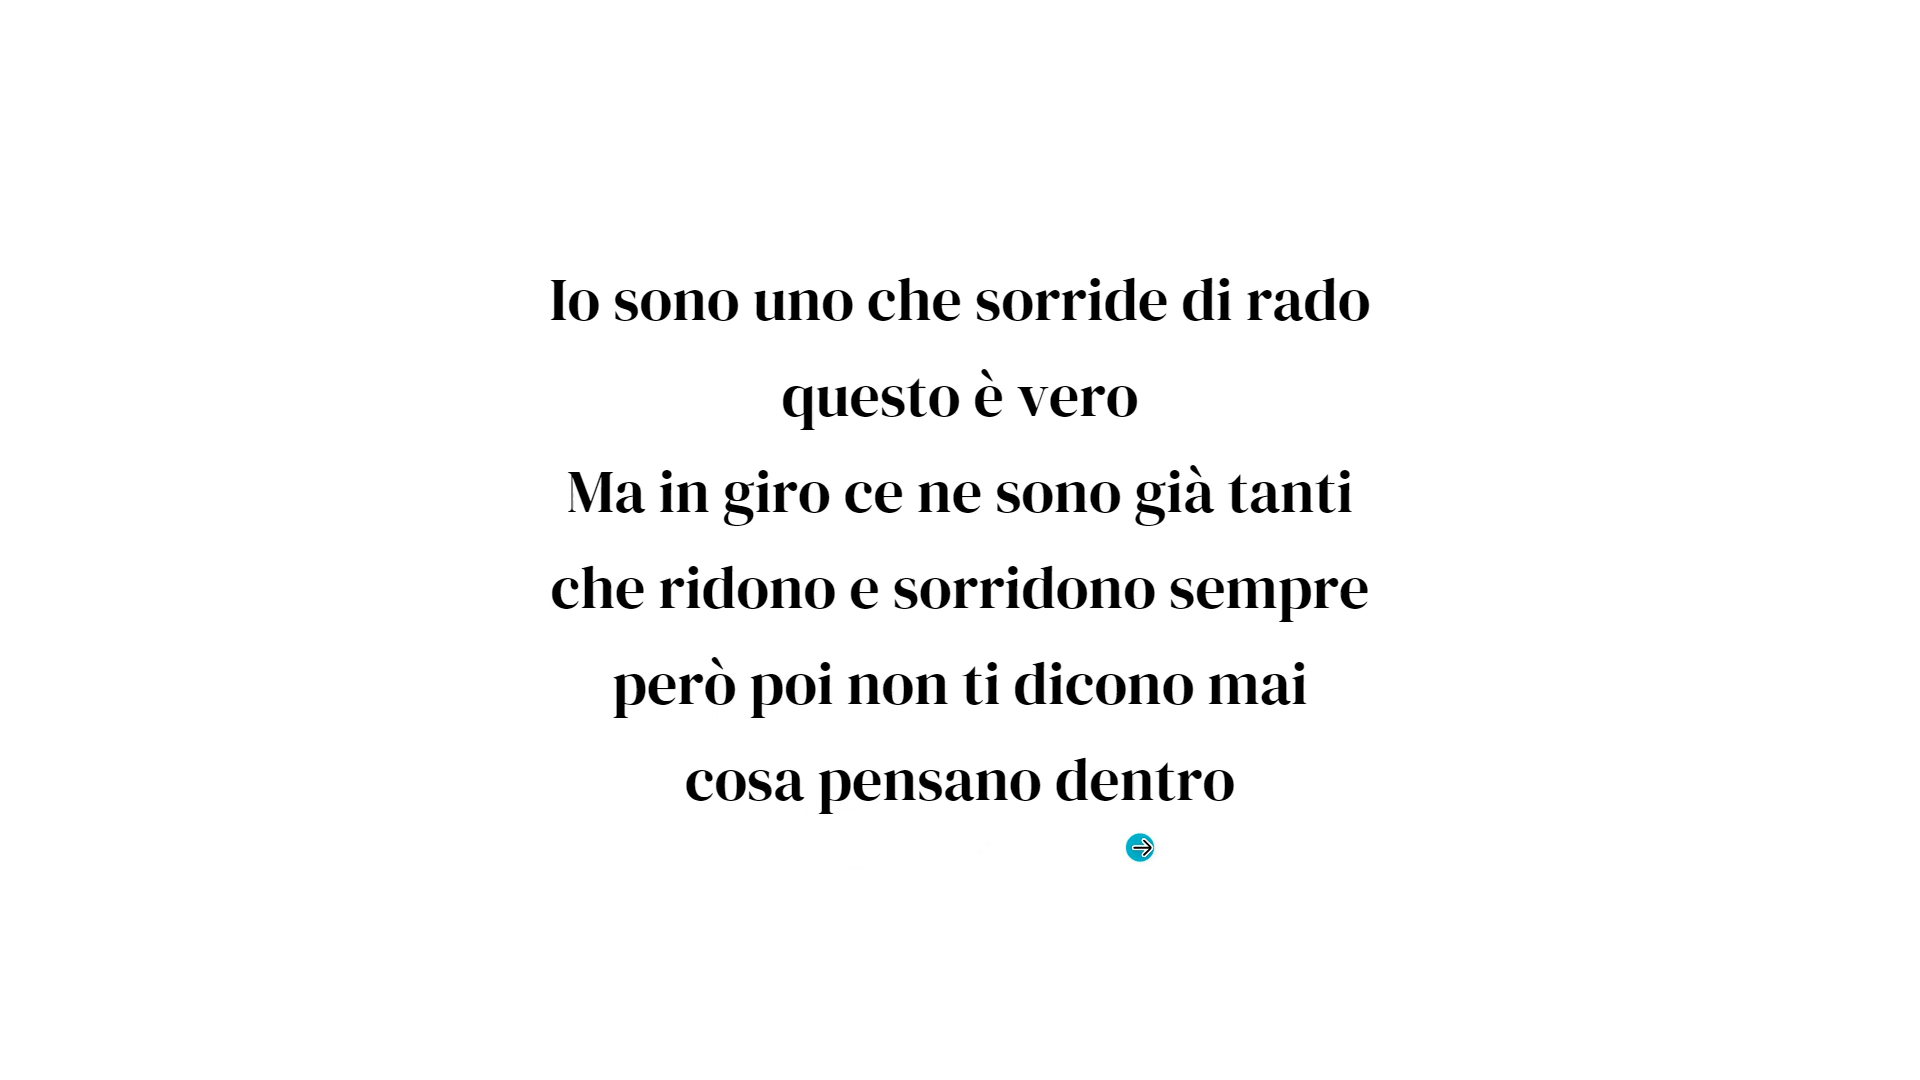 Io sono uno che sorride di rado
questo è vero
Ma in giro ce ne sono già tanti
che ridono e sorridono sempre
però poi non ti dicono mai
cosa pensano dentro